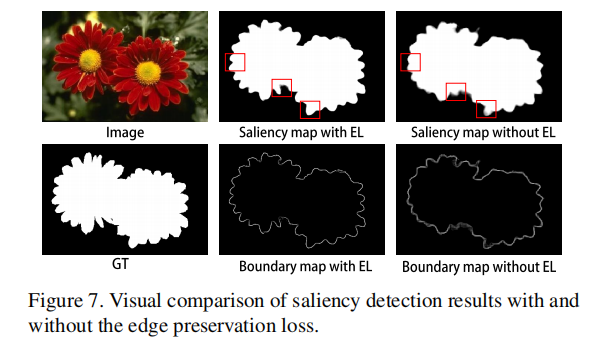 Image
Saliency map with EL
Saliency map without EL
GT
Boundary map with EL
Boundary map without EL
Figure 7. Visual comparison of saliency detection results with and
without the edge preservation loss.